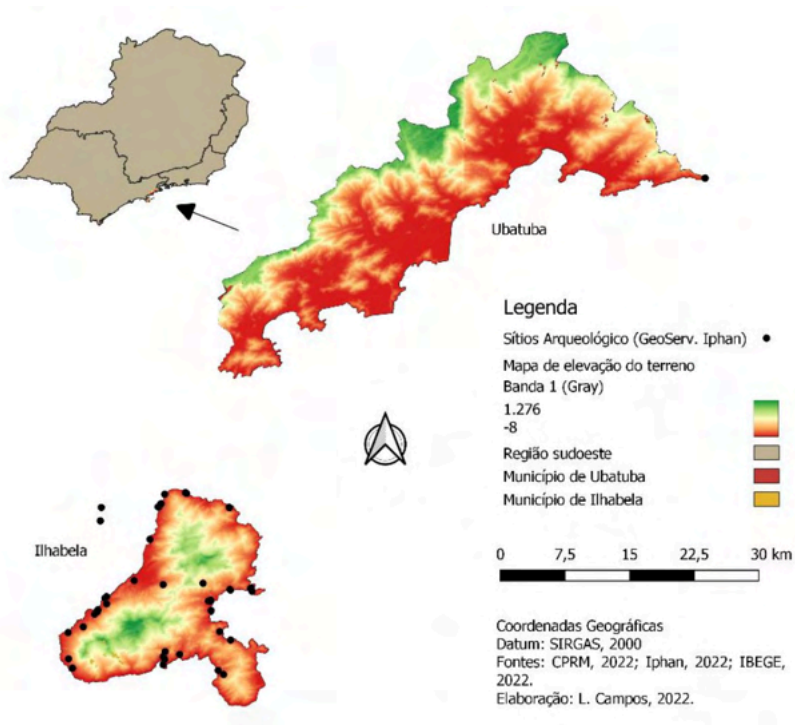 Ubatuba
Legenda
Sítios Arqueológico (GeoServ. Iphan)
Mapa de elevação do terreno
Banda 1 (Gray)
1.276
-8
Região sudoeste
Município de Ubatuba
Município de Ilhabela
Ilhabela
0 7,5 15 22,5 30 km
Coordenadas Geográficas
Datum: SIRGAS, 2000
Fontes: CPRM, 2022; Iphan, 2022; IBEGE,
2022.
Elaboração: L. Campos, 2022.